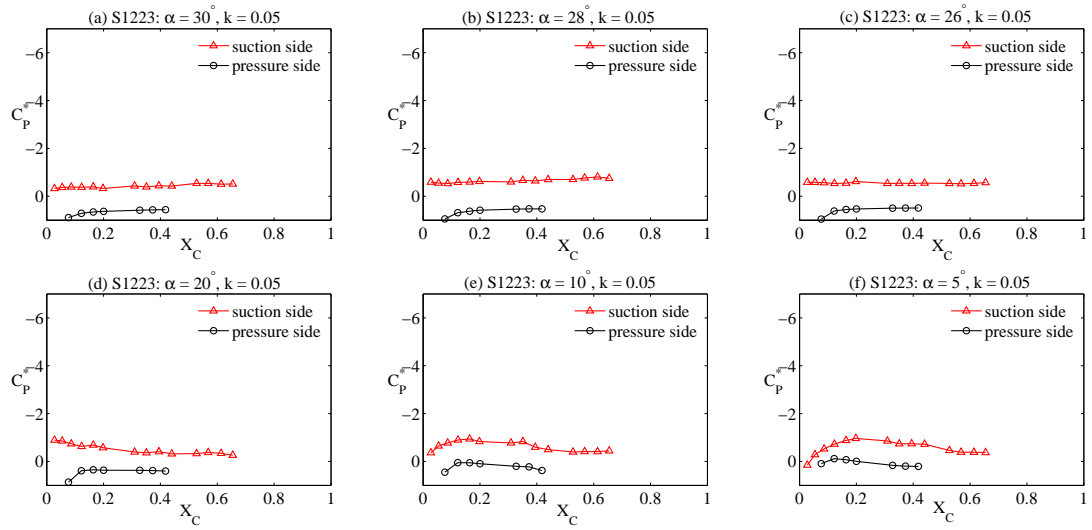 (a) S1223: α = 30°, k = 0.05
−6
−4
−2
0
C*P
suction side
pressure side
0 0.2 0.4 0.6 0.8 1
XC
(b) S1223: α = 28°, k = 0.05
−6
−4
−2
0
C*P
suction side
pressure side
0 0.2 0.4 0.6 0.8 1
XC
(c) S1223: α = 26°, k = 0.05
−6
−4
−2
0
C*P
suction side
pressure side
0 0.2 0.4 0.6 0.8 1
XC
(d) S1223: α = 20°, k = 0.05
−6
−4
−2
0
C*P
suction side
pressure side
0 0.2 0.4 0.6 0.8 1
XC
(e) S1223: α = 10°, k = 0.05
−6
−4
−2
0
C*P
suction side
pressure side
0 0.2 0.4 0.6 0.8 1
XC
(f) S1223: α = 5°, k = 0.05
−6
−4
−2
0
C*P
suction side
pressure side
0 0.2 0.4 0.6 0.8 1
XC